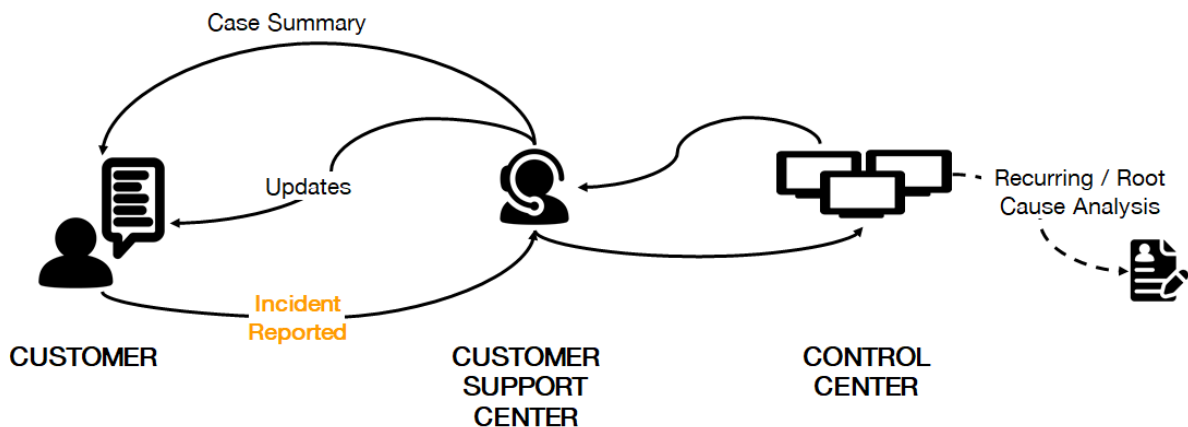 Case Summary
Updates
Recurring / Root
Cause Analysis
Incident
Reported
CUSTOMER
CUSTOMER
SUPPORT
CENTER
CONTROL
CENTER